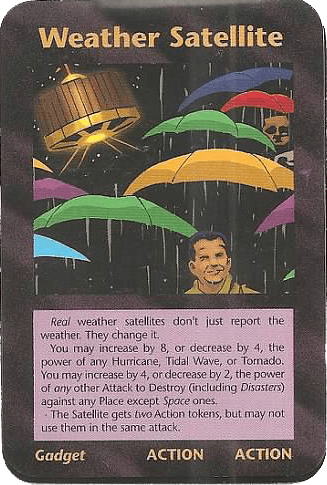 Weather Satellite
Real weather satellites don't just report the
weather. They change it.
You may increase by 8, or decrease by 4, the
power of any Hurricane, Tidal Wave, or Tornado.
You may increase by 4, or decrease by 2, the power
of any other Attack to Destroy (including Disasters)
against any Place except Space ones.
· The Satellite gets two Action tokens, but may not
use them in the same attack.
Gadget ACTION ACTION